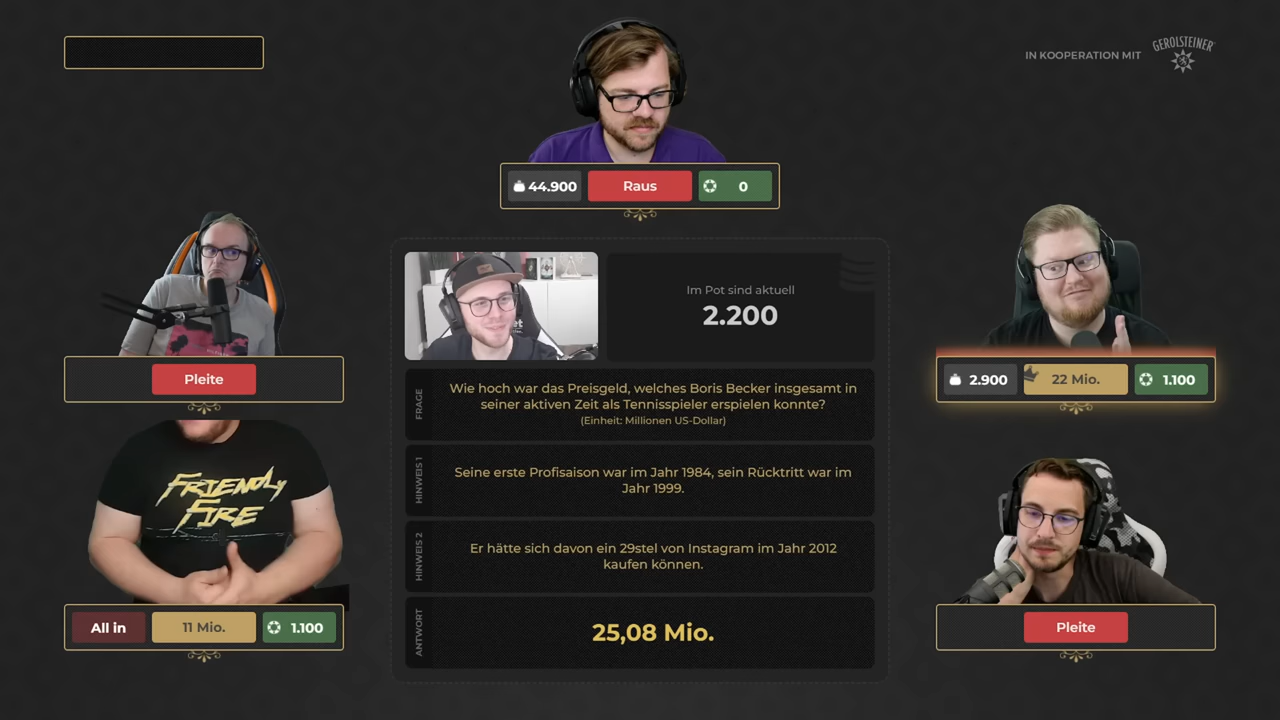 IN KOOPERATION MIT
GEROLSTEINER
44.900
Raus
0
Im Pot sind aktuell
2.200
Pleite
2.900
22 Mio.
1.100
FRAGE
Wie hoch war das Preisgeld, welches Boris Becker insgesamt in
seiner aktiven Zeit als Tennisspieler erspielen konnte?
(Einheit: Millionen US-Dollar)
HINWEIS 1
Seine erste Profisaison war im Jahr 1984, sein Rücktritt war im
Jahr 1999.
FRIENDLY
FIRE
HINWEIS 2
Er hätte sich davon ein 29stel von Instagram im Jahr 2012
kaufen können.
All in
11 Mio.
1.100
ANTWORT
25,08 Mio.
Pleite